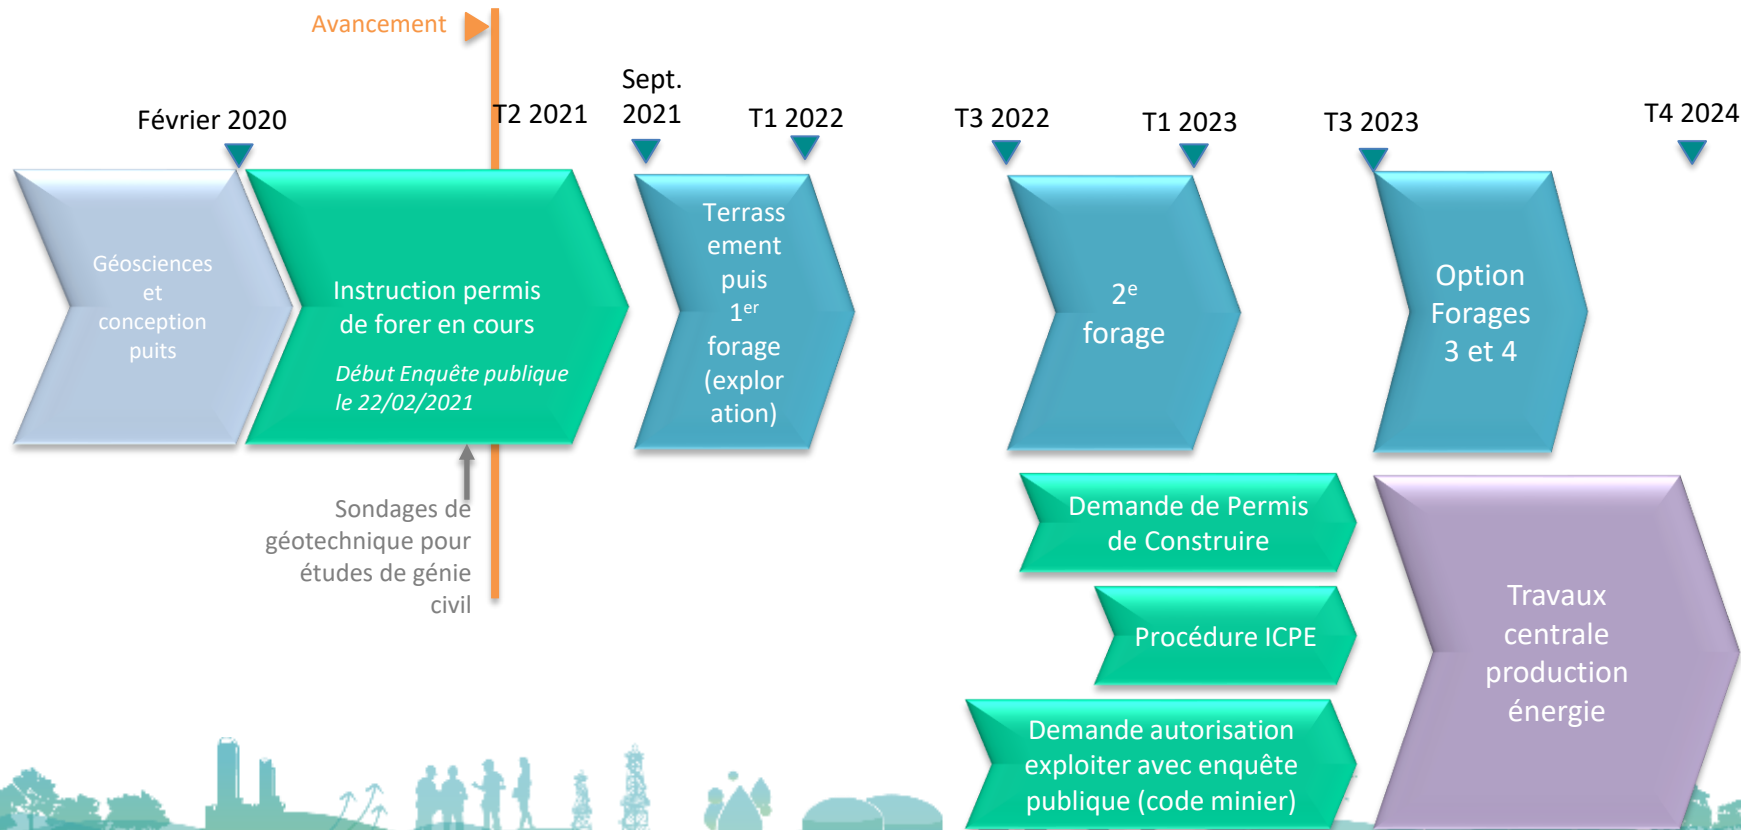 Avancement
Février 2020
T2 2021
Sept.
2021
T1 2022
T3 2022
T1 2023
T3 2023
T4 2024
Géosciences
et
conception
puits
Instruction permis
de forer en cours
Début Enquête publique
le 22/02/2021
Terrass
ement
puis
1er
forage
(explor
ation)
2e
forage
Option
Forages
3 et 4
Sondages de
géotechnique pour
études de génie
civil
Demande de Permis
de Construire
Procédure ICPE
Demande autorisation
exploiter avec enquête
publique (code minier)
Travaux
centrale
production
énergie